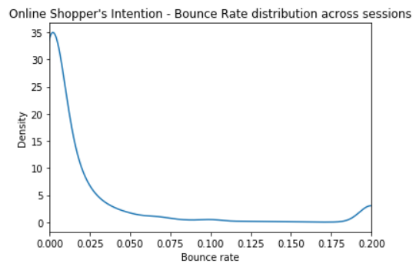 Online Shopper's Intention - Bounce Rate distribution across sessions
35
30
25
20
15
10
5
0
Density
0.000 0.025 0.050 0.075 0.100 0.125 0.150 0.175 0.200
Bounce rate